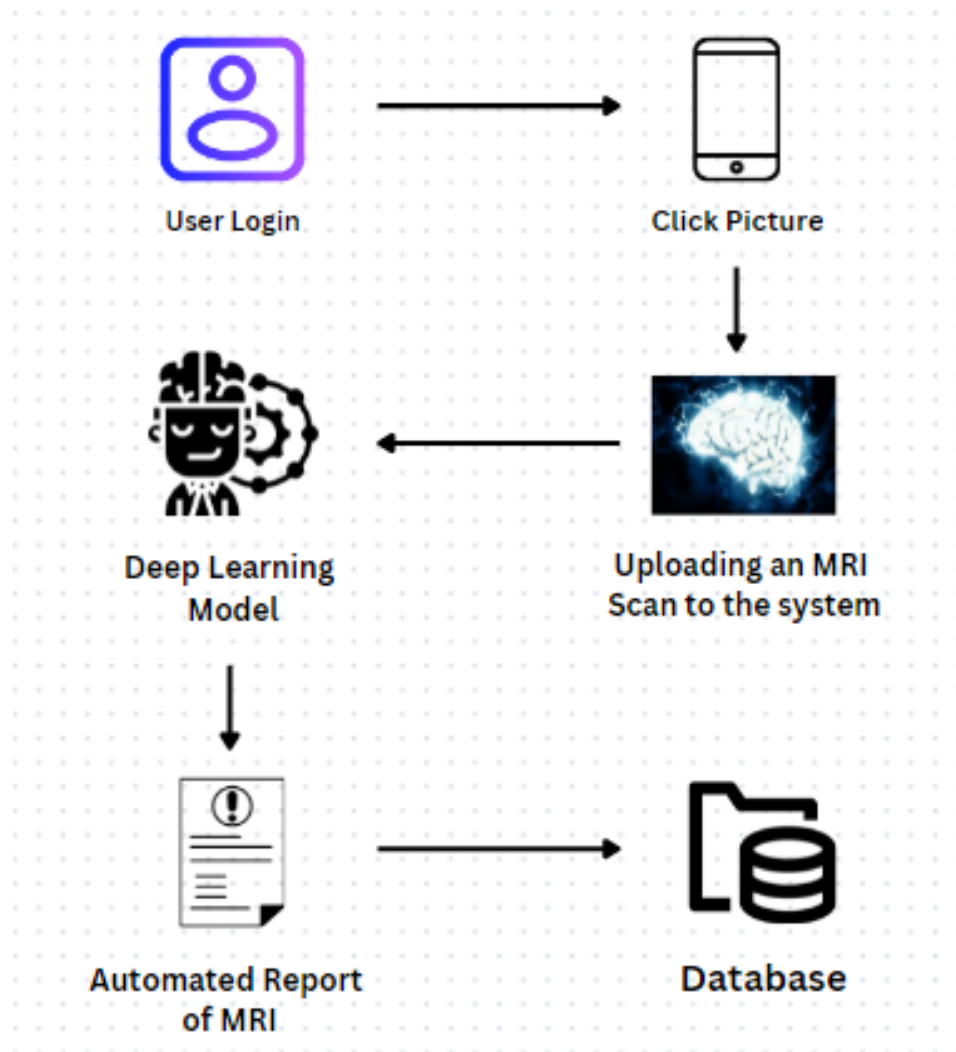 User Login
Click Picture
Uploading an MRI
Scan to the system
Deep Learning
Model
Automated Report
of MRI
Database